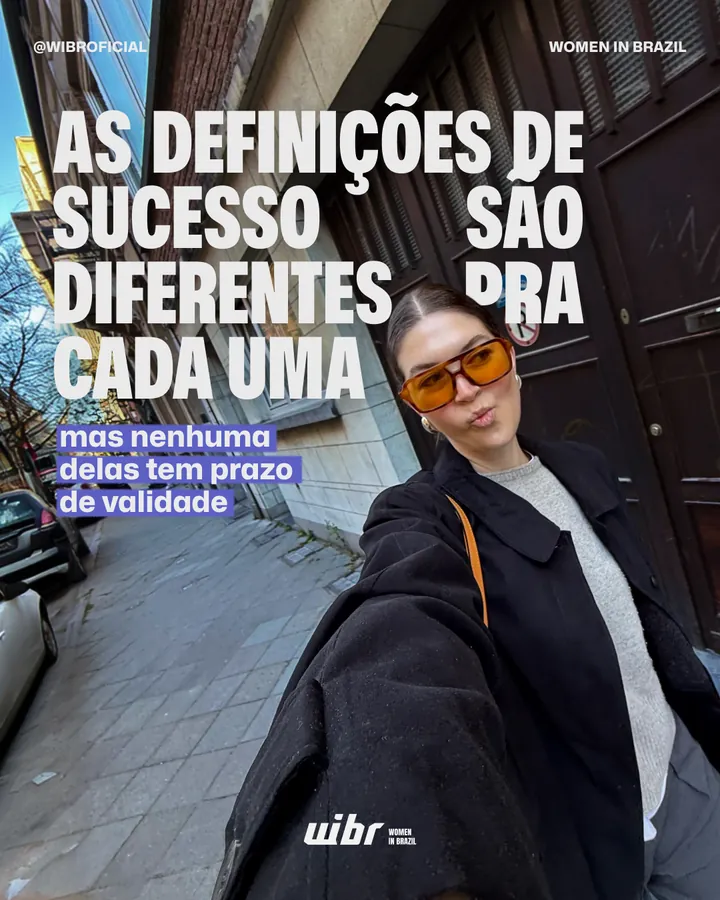 @WIBROFICIAL
WOMEN IN BRAZIL
AS DEFINIÇÕES DE
SUCESSO SÃO
DIFERENTES PRA
CADA UMA
mas nenhuma
delas tem prazo
de validade
wibr
WOMEN
IN BRAZIL